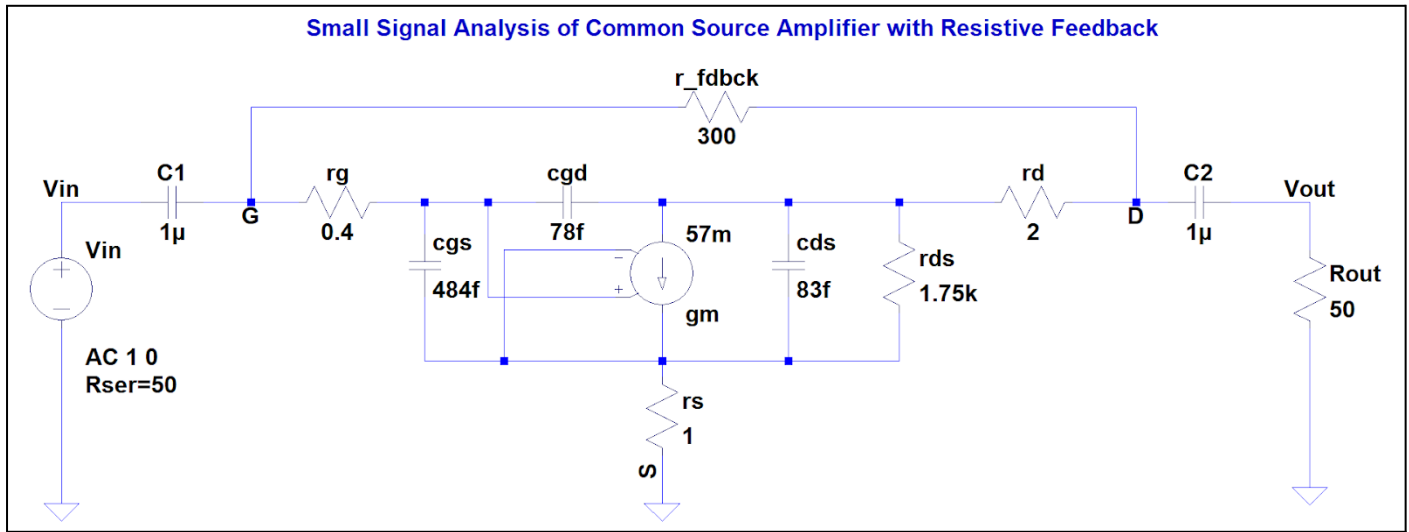 Small Signal Analysis of Common Source Amplifier with Resistive Feedback
r_fdbck
300
Vin
C1
1µ
G
rg
0.4
cgd
78f
rd
2
D
C2
1µ
Vout
Vin
+
−
AC 1 0
Rser=50
cgs
484f
−
+
57m
gm
cds
83f
rds
1.75k
Rout
50
rs
1
S